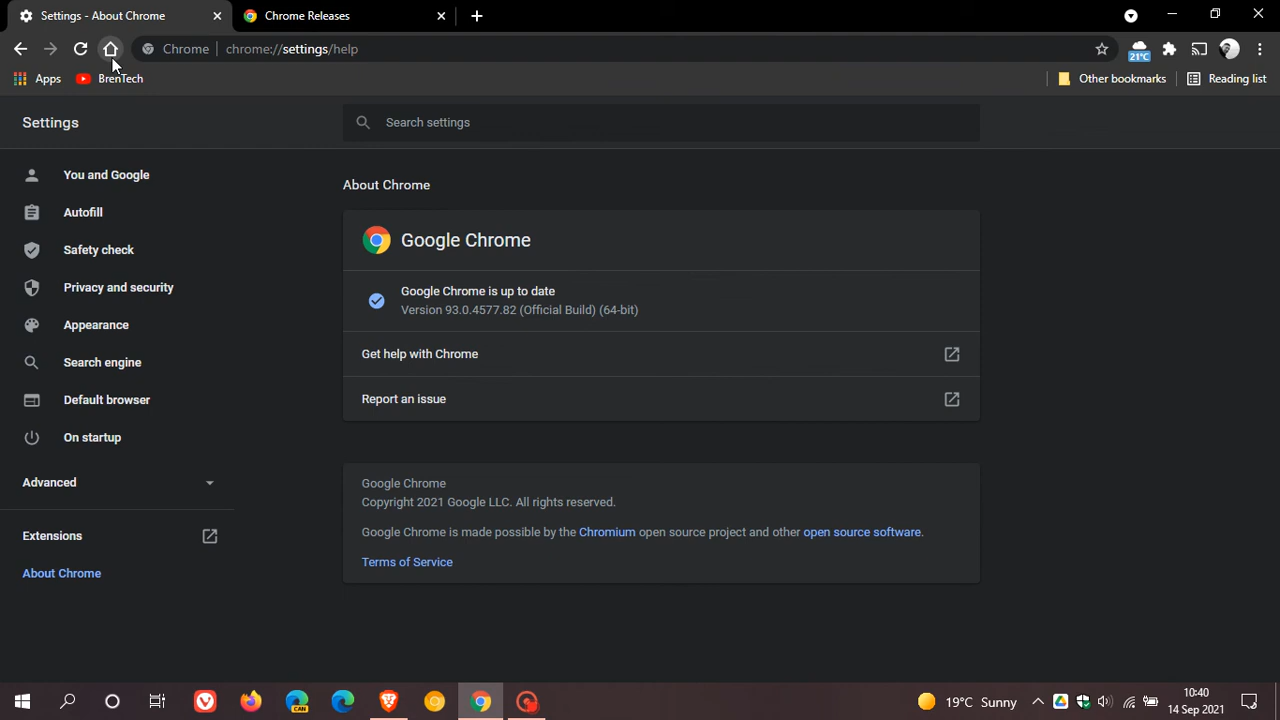 Settings - About Chrome
Chrome Releases
Chrome
chrome://settings/help
21°C
Apps
BrenTech
Other bookmarks
Reading list
Settings
Search settings
You and Google
Autofill
Safety check
Privacy and security
Appearance
Search engine
Default browser
On startup
Advanced
Extensions
About Chrome
About Chrome
Google Chrome
Google Chrome is up to date
Version 93.0.4577.82 (Official Build) (64-bit)
Get help with Chrome
Report an issue
Google Chrome
Copyright 2021 Google LLC. All rights reserved.
Google Chrome is made possible by the Chromium open source project and other open source software.
Terms of Service
CAN
19°C Sunny
10:40
14 Sep 2021